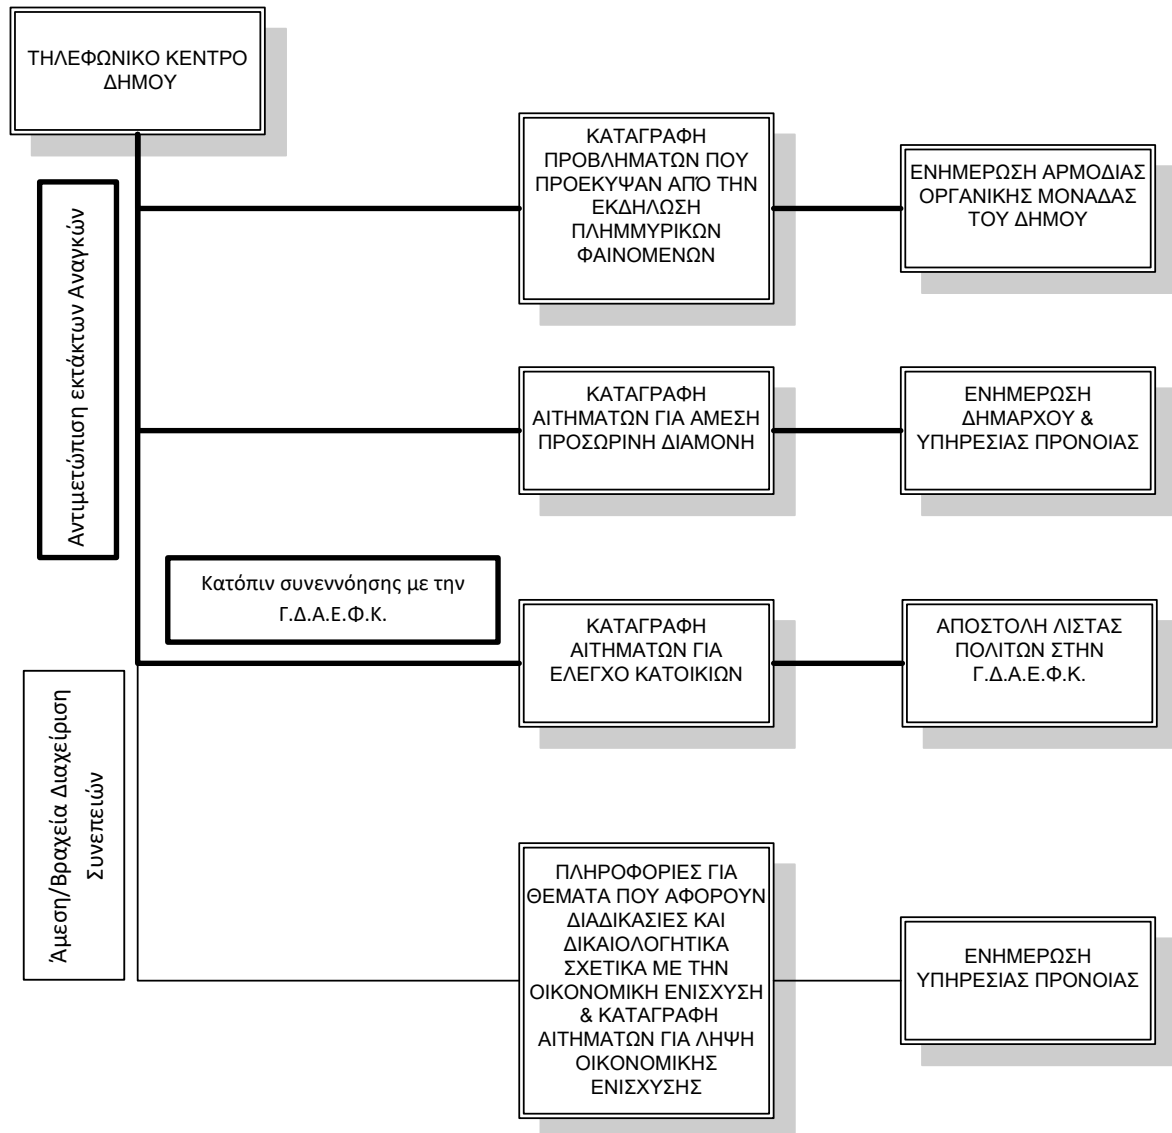 ΤΗΛΕΦΩΝΙΚΟ ΚΕΝΤΡΟ
ΔΗΜΟΥ
ΚΑΤΑΓΡΑΦΗ
ΠΡΟΒΛΗΜΑΤΩΝ ΠΟΥ
ΠΡΟΕΚΥΨΑΝ ΑΠΌ ΤΗΝ
ΕΚΔΗΛΩΣΗ
ΠΛΗΜΜΥΡΙΚΩΝ
ΦΑΙΝΟΜΕΝΩΝ
ΕΝΗΜΕΡΩΣΗ ΑΡΜΟΔΙΑΣ
ΟΡΓΑΝΙΚΗΣ ΜΟΝΑΔΑΣ
ΤΟΥ ΔΗΜΟΥ
Αντιμετώπιση εκτάκτων Αναγκών
ΚΑΤΑΓΡΑΦΗ
ΑΙΤΗΜΑΤΩΝ ΓΙΑ ΑΜΕΣΗ
ΠΡΟΣΩΡΙΝΗ ΔΙΑΜΟΝΗ
ΕΝΗΜΕΡΩΣΗ
ΔΗΜΑΡΧΟΥ &
ΥΠΗΡΕΣΙΑΣ ΠΡΟΝΟΙΑΣ
Κατόπιν συνεννόησης με την
Γ.Δ.Α.Ε.Φ.Κ.
ΚΑΤΑΓΡΑΦΗ
ΑΙΤΗΜΑΤΩΝ ΓΙΑ
ΕΛΕΓΧΟ ΚΑΤΟΙΚΙΩΝ
ΑΠΟΣΤΟΛΗ ΛΙΣΤΑΣ
ΠΟΛΙΤΩΝ ΣΤΗΝ
Γ.Δ.Α.Ε.Φ.Κ.
Άμεση/Βραχεία Διαχείριση
Συνεπειών
ΠΛΗΡΟΦΟΡΙΕΣ ΓΙΑ
ΘΕΜΑΤΑ ΠΟΥ ΑΦΟΡΟΥΝ
ΔΙΑΔΙΚΑΣΙΕΣ ΚΑΙ
ΔΙΚΑΙΟΛΟΓΗΤΙΚΑ
ΣΧΕΤΙΚΑ ΜΕ ΤΗΝ
ΟΙΚΟΝΟΜΙΚΗ ΕΝΙΣΧΥΣΗ
& ΚΑΤΑΓΡΑΦΗ
ΑΙΤΗΜΑΤΩΝ ΓΙΑ ΛΗΨΗ
ΟΙΚΟΝΟΜΙΚΗΣ
ΕΝΙΣΧΥΣΗΣ
ΕΝΗΜΕΡΩΣΗ
ΥΠΗΡΕΣΙΑΣ ΠΡΟΝΟΙΑΣ